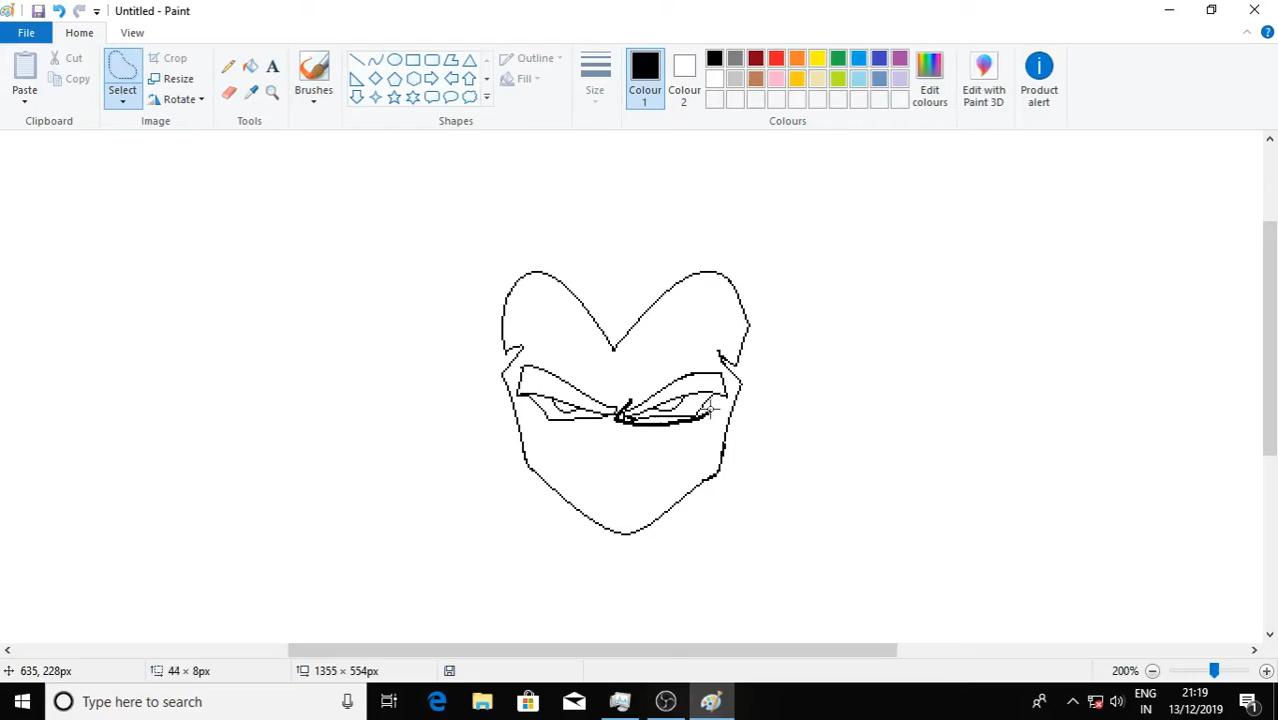 Untitled - Paint
File Home View
Paste
Cut
Copy
Clipboard
Select
Crop
Resize
Rotate
Image
A
Tools
Brushes
Shapes
Outline
Fill
Size
Colour 1
Colour 2
Edit colours
Colours
Edit with Paint 3D
Product alert
635, 228px
44 × 8px
1355 × 554px
200%
Type here to search
ENG
IN
21:19
13/12/2019
1